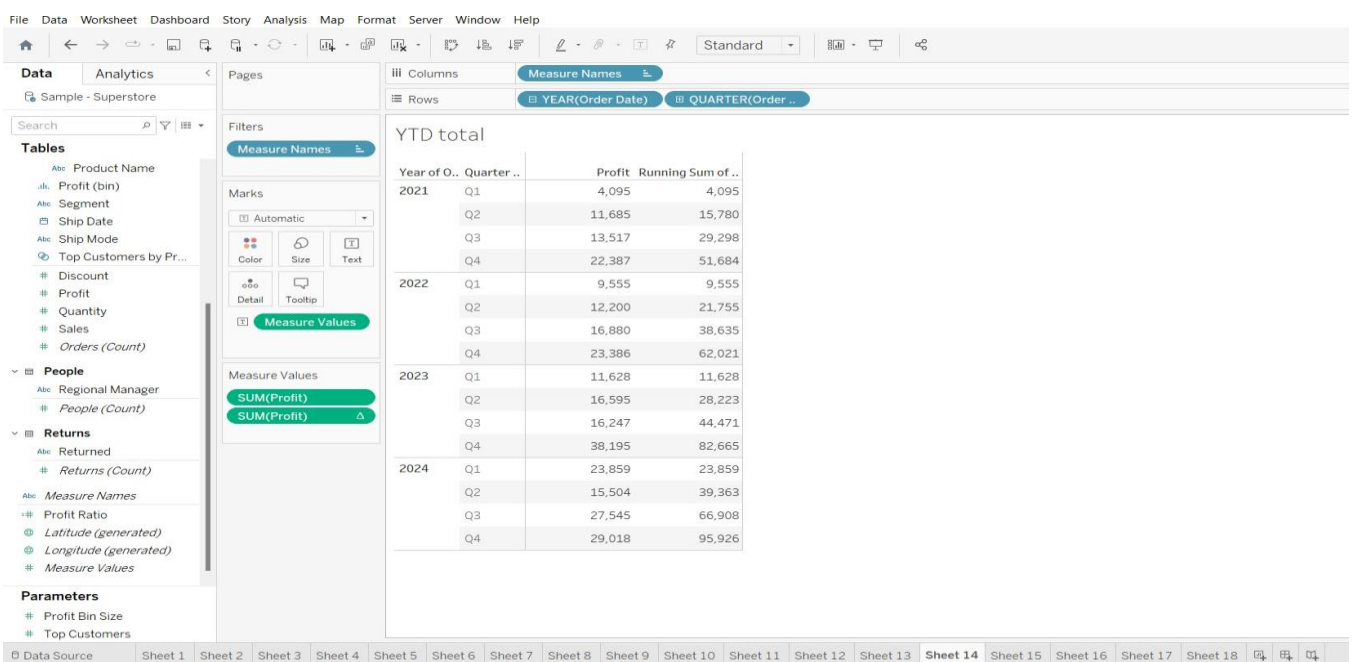 File Data Worksheet Dashboard Story Analysis Map Format Server Window Help
Standard
Data Analytics
Sample - Superstore
Search
Tables
Abc Product Name
Profit (bin)
Abc Segment
Ship Date
Abc Ship Mode
Top Customers by Pr...
# Discount
# Profit
# Quantity
# Sales
# Orders (Count)
People
Abc Regional Manager
# People (Count)
Returns
Abc Returned
# Returns (Count)
Abc Measure Names
# Profit Ratio
Latitude (generated)
Longitude (generated)
# Measure Values
Parameters
# Profit Bin Size
# Top Customers
Pages
Filters
Measure Names
Marks
Automatic
Color Size Text
Detail Tooltip
Measure Values
Measure Values
SUM(Profit)
SUM(Profit) Δ
iii Columns Measure Names
Rows YEAR(Order Date) QUARTER(Order ..
YTD total
Year of O.. Quarter .. Profit Running Sum of ..
2021 Q1 4,095 4,095
Q2 11,685 15,780
Q3 13,517 29,298
Q4 22,387 51,684
2022 Q1 9,555 9,555
Q2 12,200 21,755
Q3 16,880 38,635
Q4 23,386 62,021
2023 Q1 11,628 11,628
Q2 16,595 28,223
Q3 16,247 44,471
Q4 38,195 82,665
2024 Q1 23,859 23,859
Q2 15,504 39,363
Q3 27,545 66,908
Q4 29,018 95,926
Data Source Sheet 1 Sheet 2 Sheet 3 Sheet 4 Sheet 5 Sheet 6 Sheet 7 Sheet 8 Sheet 9 Sheet 10 Sheet 11 Sheet 12 Sheet 13 Sheet 14 Sheet 15 Sheet 16 Sheet 17 Sheet 18